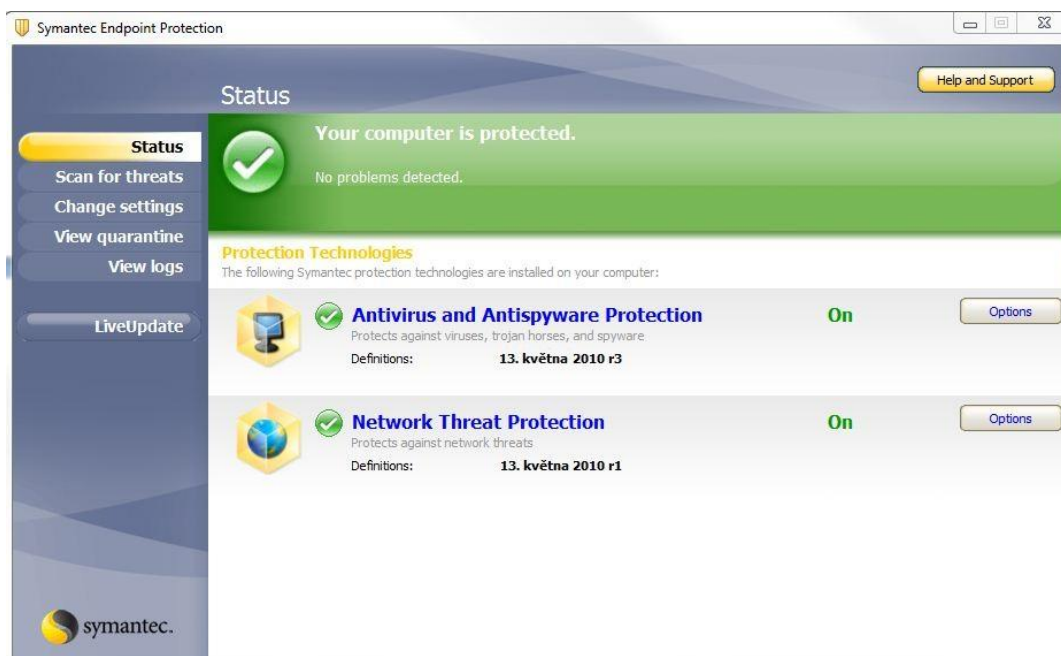 Symantec Endpoint Protection
Status
Help and Support
Status
Scan for threats
Change settings
View quarantine
View logs
LiveUpdate
Your computer is protected.
No problems detected.
Protection Technologies
The following Symantec protection technologies are installed on your computer:
Antivirus and Antispyware Protection On Options
Protects against viruses, trojan horses, and spyware
Definitions: 13. května 2010 r3
Network Threat Protection On Options
Protects against network threats
Definitions: 13. května 2010 r1
symantec.